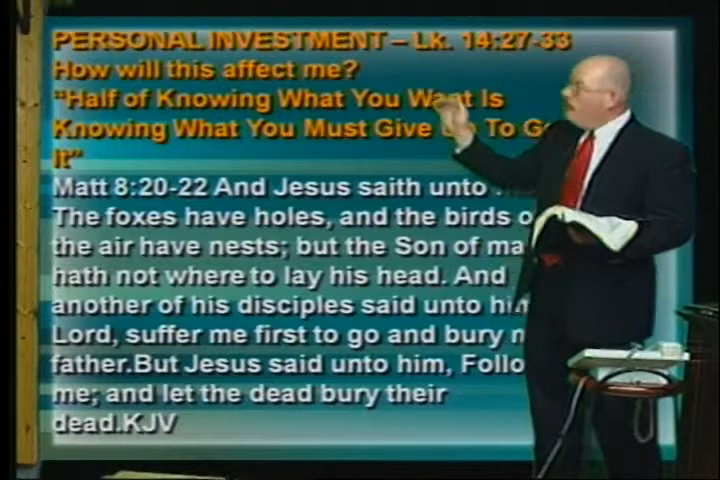 PERSONAL INVESTMENT – Lk. 14:27-33
How will this affect me?
"Half of Knowing What You Want Is
Knowing What You Must Give To
It"
Matt 8:20-22 And Jesus saith unto
The foxes have holes, and the birds
the air have nests; but the Son of
hath not where to lay his head. And
another of his disciples said unto him
Lord, suffer me first to go and bury
father.But Jesus said unto him,
me; and let the dead bury their
dead.KJV